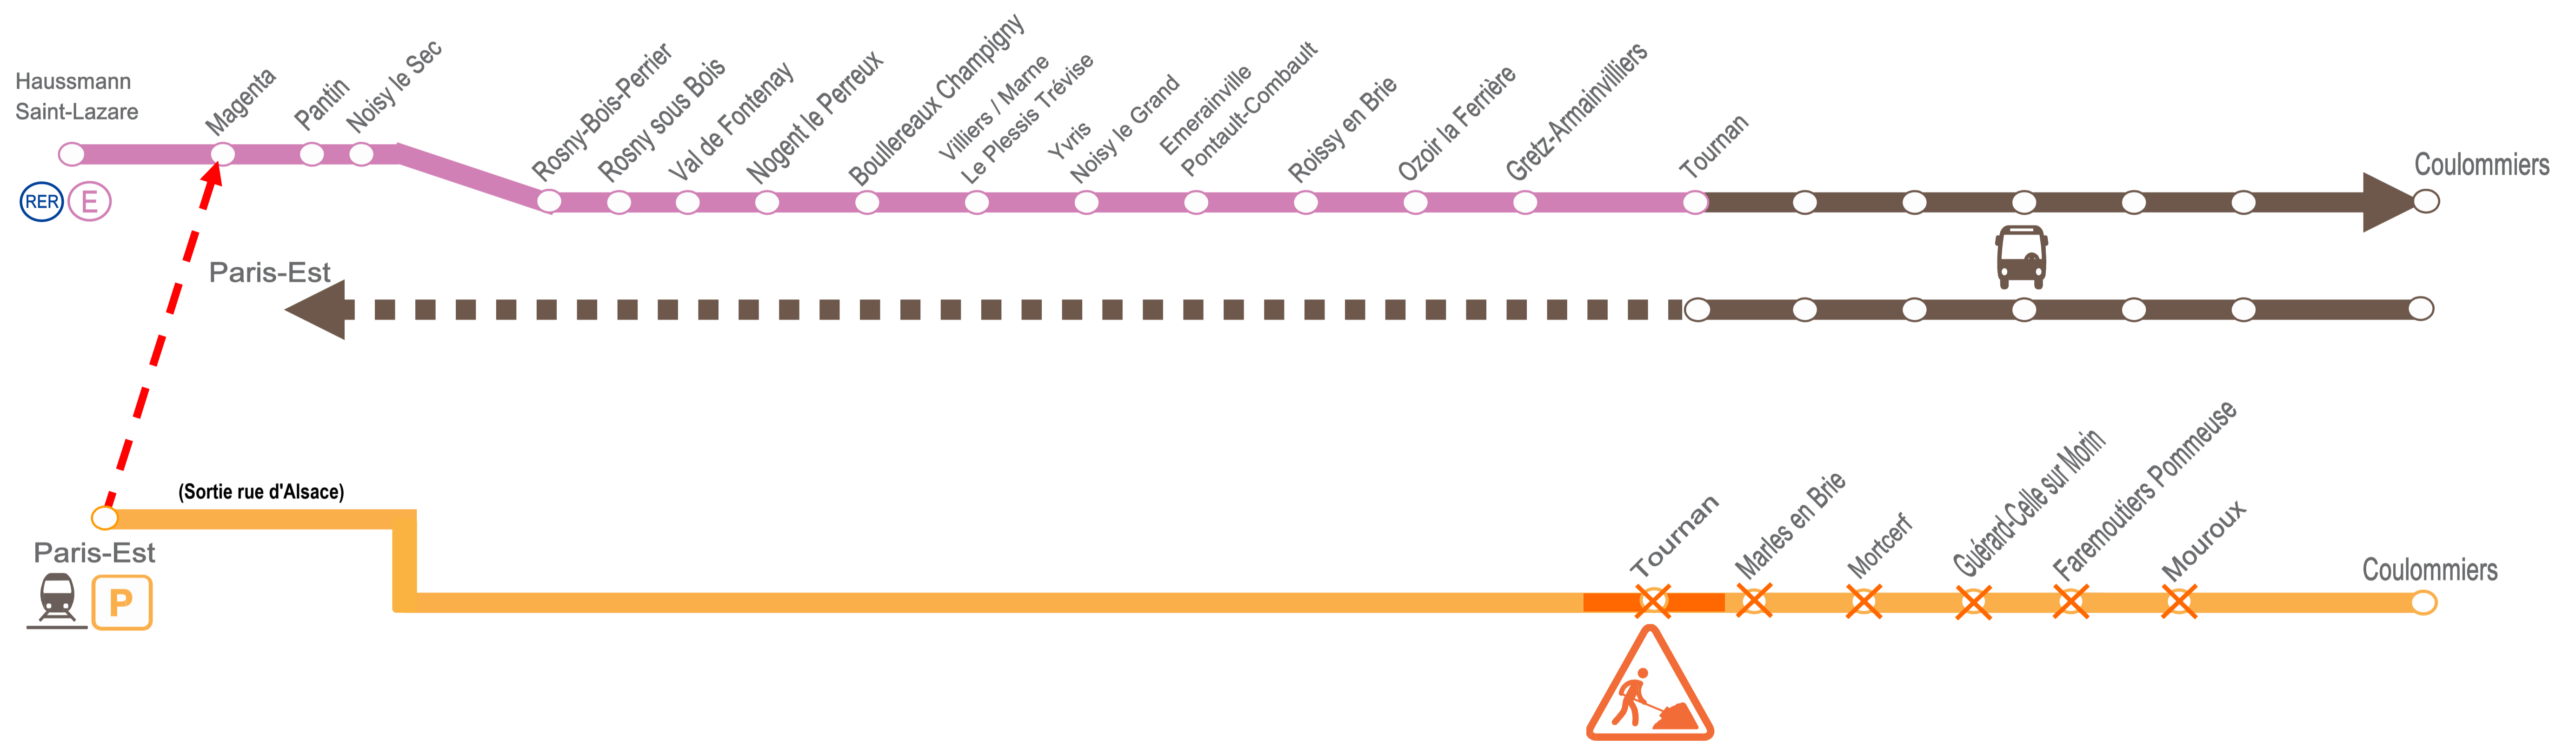 Haussmann
Saint-Lazare
Magenta
Pantin
Noisy le Sec
Rosny-Bois-Perrier
Rosny sous Bois
Val de Fontenay
Nogent le Perreux
Boullereaux Champigny
Villiers / Marne
Le Plessis Trévise
Yvris
Noisy le Grand
Emerainville
Pontault-Combault
Roissy en Brie
Ozoir la Ferrière
Gretz-Armainvilliers
Tournan
Coulommiers
RER
E
Paris-Est
(Sortie rue d'Alsace)
Paris-Est
P
Tournan
Marles en Brie
Mortcerf
Guérard-Celle sur Morin
Faremoutiers Pommeuse
Mouroux
Coulommiers